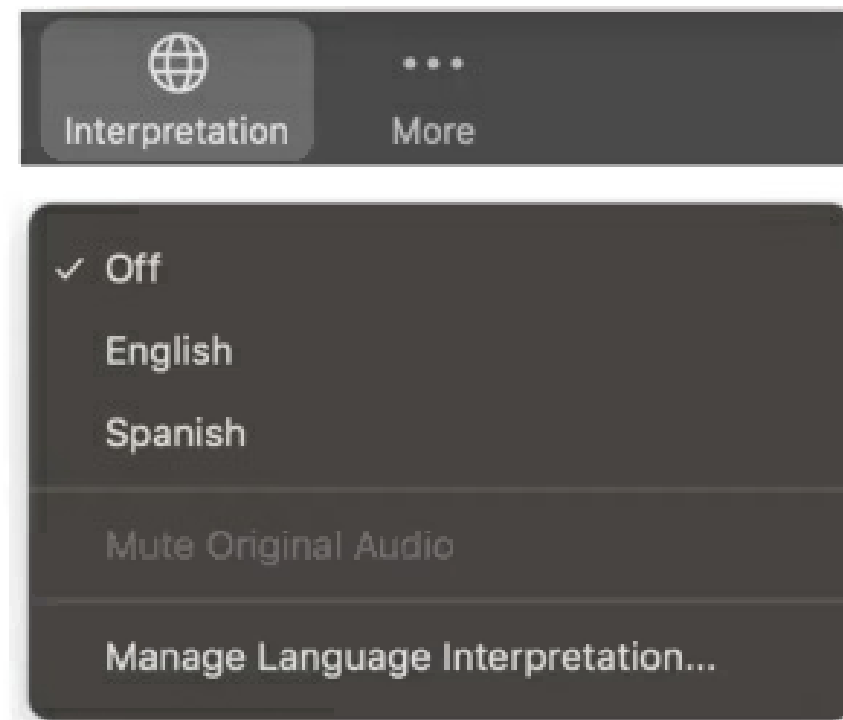 Interpretation More
Off
English
Spanish
Mute Original Audio
Manage Language Interpretation...